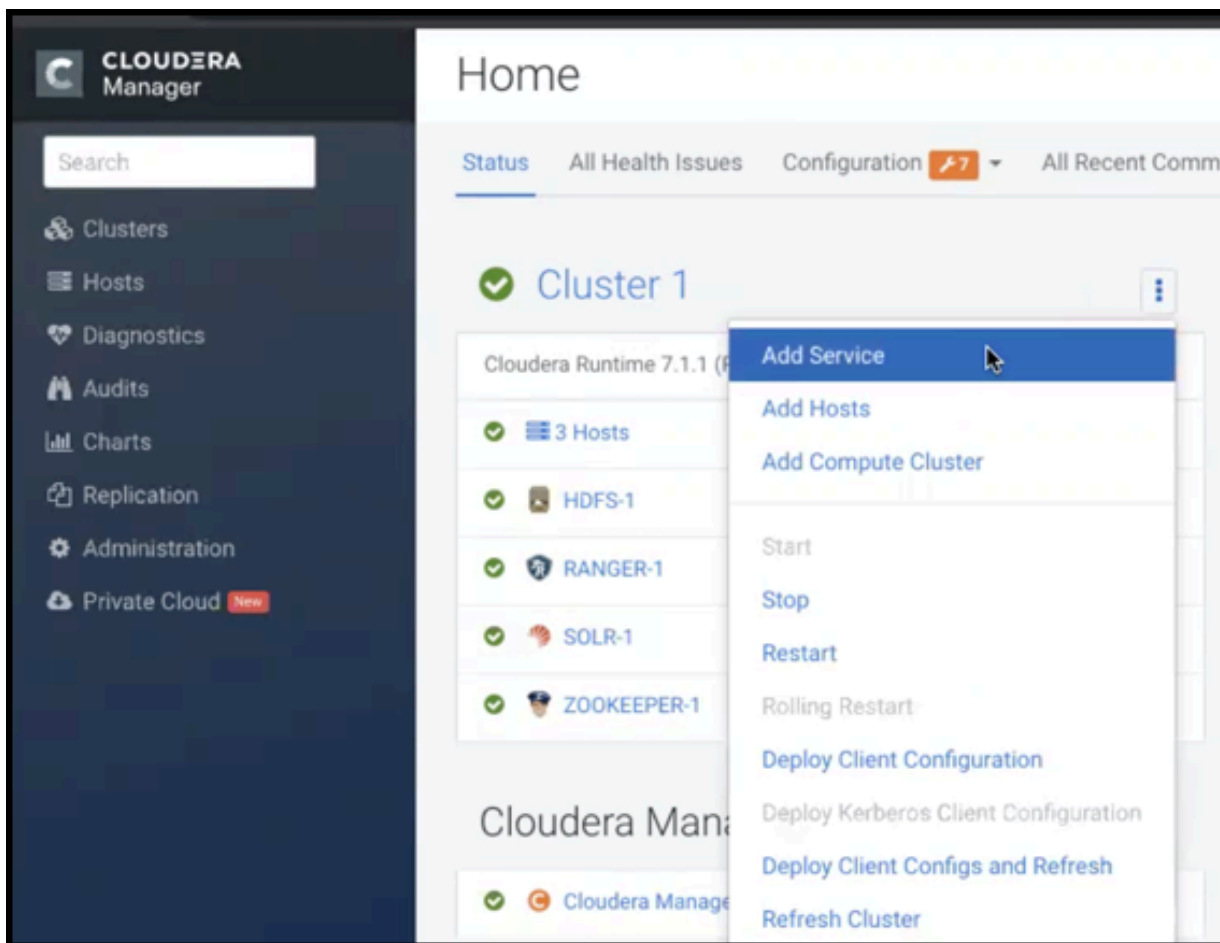 CLOUDERA
Manager
Search
Clusters
Hosts
Diagnostics
Audits
Charts
Replication
Administration
Private Cloud New
Home
Status All Health Issues Configuration 7 All Recent Comm
Cluster 1
Cloudera Runtime 7.1.1 (
3 Hosts
HDFS-1
RANGER-1
SOLR-1
ZOOKEEPER-1
Cloudera Mana
Cloudera Manage
Add Service
Add Hosts
Add Compute Cluster
Start
Stop
Restart
Rolling Restart
Deploy Client Configuration
Deploy Kerberos Client Configuration
Deploy Client Configs and Refresh
Refresh Cluster